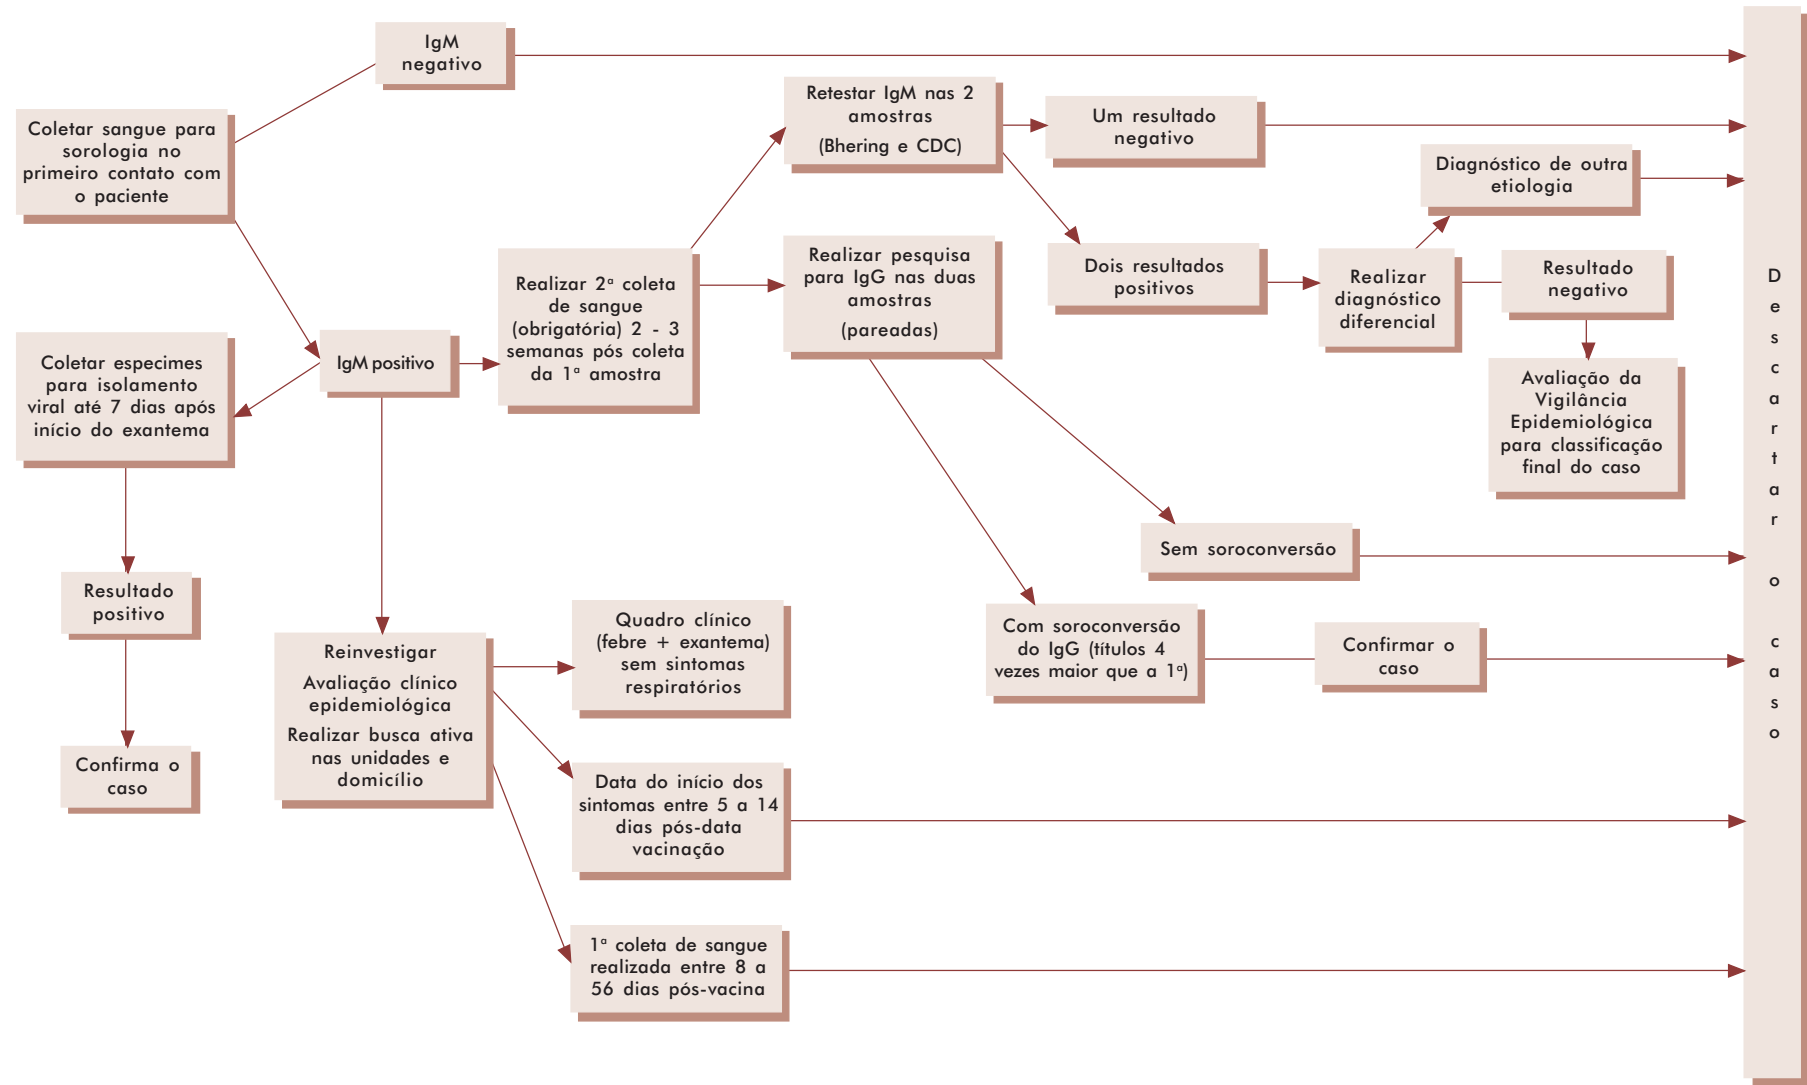 IgM
negativo
Coletar sangue para
sorologia no
primeiro contato com
o paciente
Retestar IgM nas 2
amostras
(Bhering e CDC)
Um resultado
negativo
Diagnóstico de outra
etiologia
Realizar 2ª coleta
de sangue
(obrigatória) 2 - 3
semanas pós coleta
da 1ª amostra
Realizar pesquisa
para IgG nas duas
amostras
(pareadas)
Dois resultados
positivos
Realizar
diagnóstico
diferencial
Resultado
negativo
Coletar especimes
para isolamento
viral até 7 dias após
início do exantema
IgM positivo
Avaliação da
Vigilância
Epidemiológica
para classificação
final do caso
Sem soroconversão
Resultado
positivo
Reinvestigar
Avaliação clínico
epidemiológica
Realizar busca ativa
nas unidades e
domicílio
Quadro clínico
(febre + exantema)
sem sintomas
respiratórios
Com soroconversão
do IgG (títulos 4
vezes maior que a 1ª)
Confirmar o
caso
Confirma o
caso
Data do início dos
sintomas entre 5 a 14
dias pós-data
vacinação
1ª coleta de sangue
realizada entre 8 a
56 dias pós-vacina
Descartar o caso